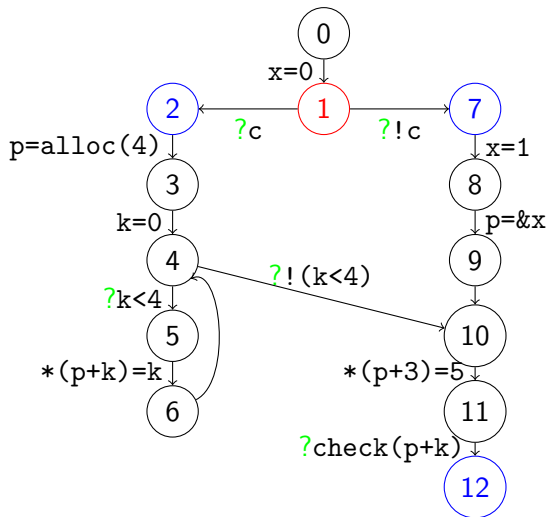 0
x=0
2 1 7
?c ?!c
p=alloc(4) x=1
3 8
k=0 p=&x
4 9
?!(k<4)
?k<4
5 10
*(p+k)=k *(p+3)=5
6 11
?check(p+k)
12